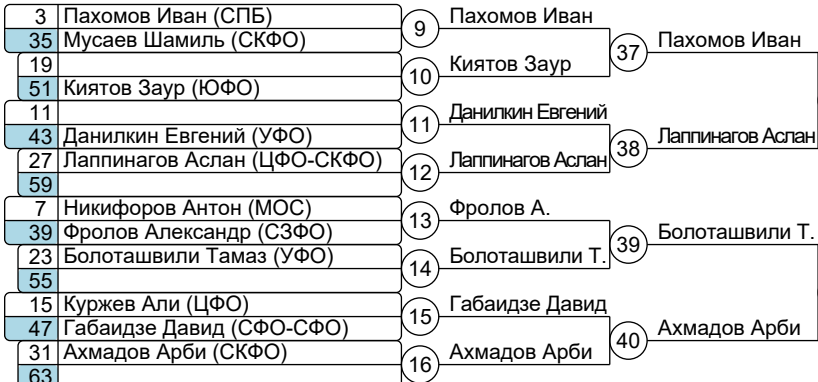 3 Пахомов Иван (СПБ)
35 Мусаев Шамиль (СКФО)
19
51 Киятов Заур (ЮФО)
11
43 Данилкин Евгений (УФО)
27 Лаппинагов Аслан (ЦФО-СКФО)
59
7 Никифоров Антон (МОС)
39 Фролов Александр (СЗФО)
23 Болоташвили Тамаз (УФО)
55
15 Куржев Али (ЦФО)
47 Габаидзе Давид (СФО-СФО)
31 Ахмадов Арби (СКФО)
63
9 Пахомов Иван
10 Киятов Заур
11 Данилкин Евгений
12 Лаппинагов Аслан
13 Фролов А.
14 Болоташвили Т.
15 Габаидзе Давид
16 Ахмадов Арби
37 Пахомов Иван
38 Лаппинагов Аслан
39 Болоташвили Т.
40 Ахмадов Арби